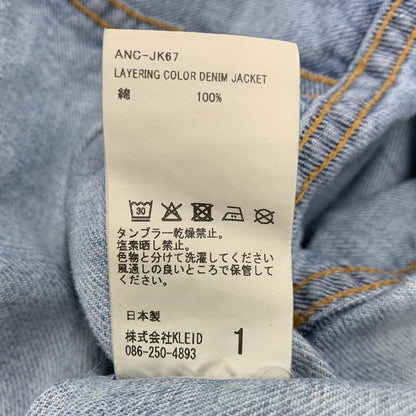 ANC-JK67
LAYERING COLOR DENIM JACKET
綿 100%
30
タンブラー乾燥禁止。
塩素晒し禁止。
色物と分けて洗濯してください
風通しの良いところで保管して
ください。
日本製
株式会社KLEID 1
086-250-4893